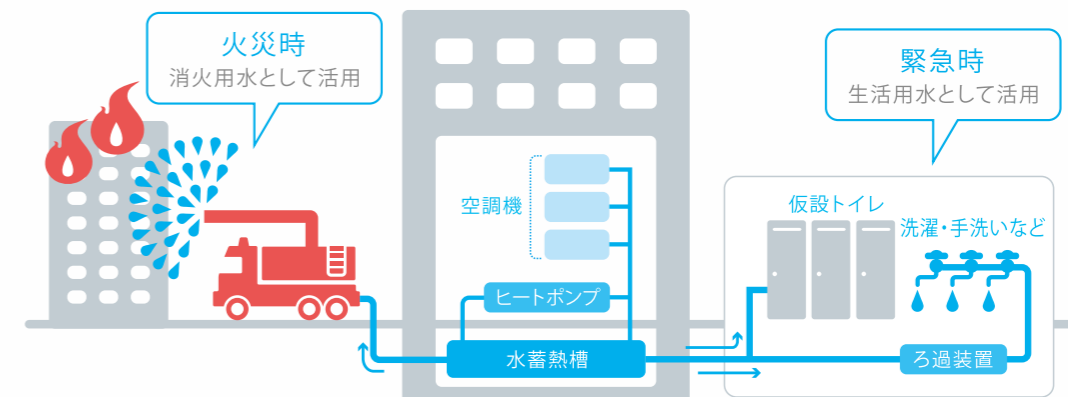 火災時
消火用水として活用
緊急時
生活用水として活用
空調機
ヒートポンプ
水蓄熱槽
仮設トイレ
洗濯・手洗いなど
ろ過装置